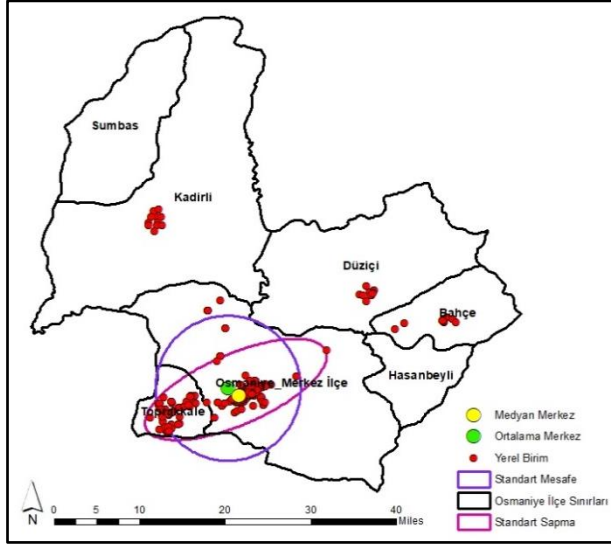 Sumbas
Kadirli
Düziçi
Bahçe
Hasanbeyli
Osmaniye_Merkez İlçe
Toprakkale
Medyan Merkez
Ortalama Merkez
Yerel Birim
Standart Mesafe
Osmaniye İlçe Sınırları
Standart Sapma
N
0 5 10 20 30 40
Miles